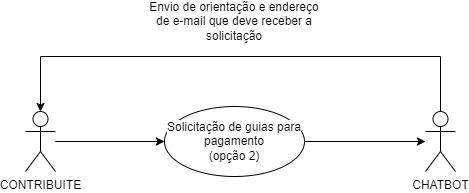 Envio de orientação e endereço
de e-mail que deve receber a
solicitação
Solicitação de guias para
pagamento
(opção 2)
CONTRIBUITE
CHATBOT